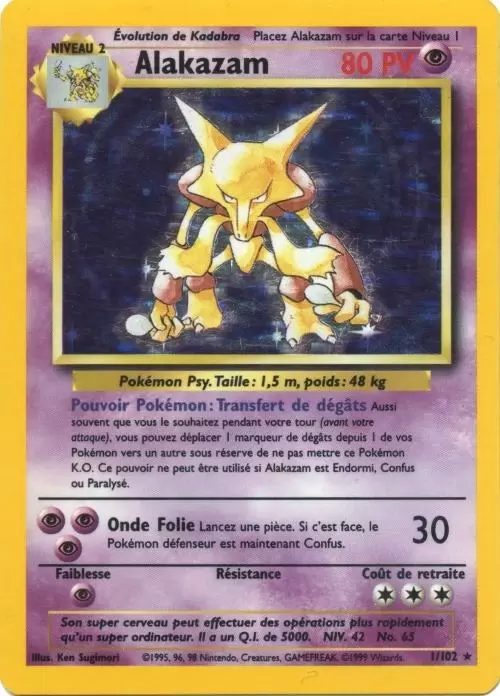 Évolution de Kadabra Placez Alakazam sur la carte Niveau 1
NIVEAU 2
Alakazam 80 PV
Pokémon Psy. Taille : 1,5 m, poids : 48 kg
Pouvoir Pokémon : Transfert de dégâts Aussi
souvent que vous le souhaitez pendant votre tour (avant votre
attaque), vous pouvez déplacer 1 marqueur de dégâts depuis 1 de vos
Pokémon vers un autre sous réserve de ne pas mettre ce Pokémon
K.O. Ce pouvoir ne peut être utilisé si Alakazam est Endormi, Confus
ou Paralysé.
Onde Folie Lancez une pièce. Si c'est face, le
Pokémon défenseur est maintenant Confus.
30
Faiblesse Résistance Coût de retraite
Son super cerveau peut effectuer des opérations plus rapidement
qu'un super ordinateur. Il a un Q.I. de 5000. NIV. 42 No. 65
Illus. Ken Sugimori ©1995, 96, 98 Nintendo, Creatures, GAMEFREAK. ©1999 Wizards. 1/102 ★